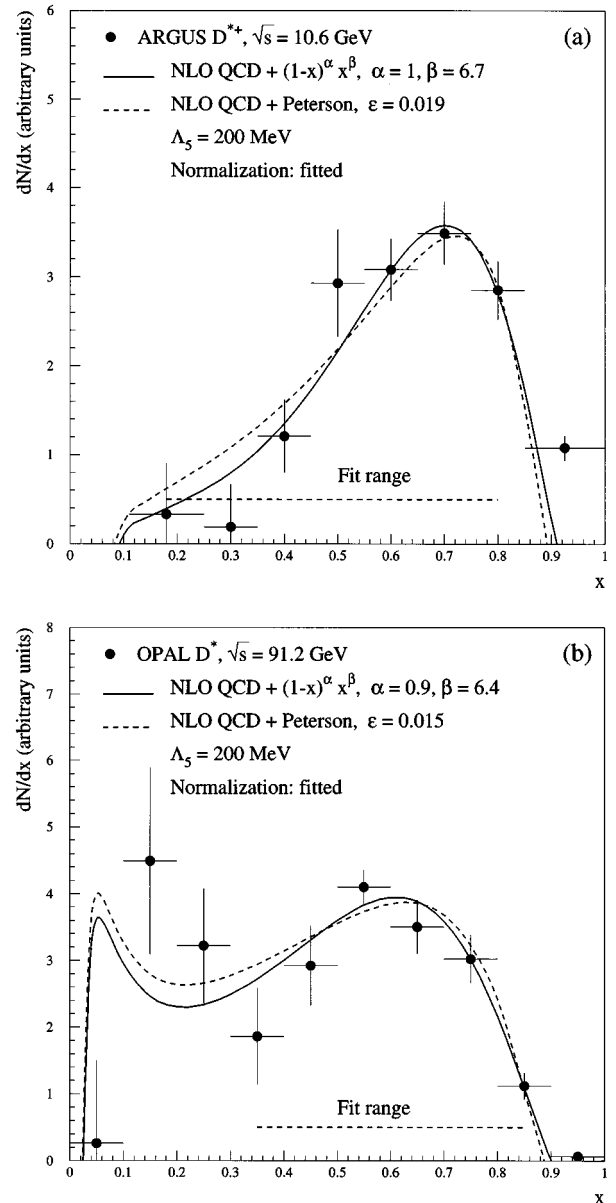 (a)
ARGUS D*+, √s = 10.6 GeV
NLO QCD + (1-x)^α x^β, α = 1, β = 6.7
NLO QCD + Peterson, ε = 0.019
Λ5 = 200 MeV
Normalization: fitted
dN/dx (arbitrary units)
6
5
4
3
2
1
0
Fit range
0 0.1 0.2 0.3 0.4 0.5 0.6 0.7 0.8 0.9 1
x
(b)
OPAL D*, √s = 91.2 GeV
NLO QCD + (1-x)^α x^β, α = 0.9, β = 6.4
NLO QCD + Peterson, ε = 0.015
Λ5 = 200 MeV
Normalization: fitted
dN/dx (arbitrary units)
8
7
6
5
4
3
2
1
0
Fit range
0 0.1 0.2 0.3 0.4 0.5 0.6 0.7 0.8 0.9 1
x